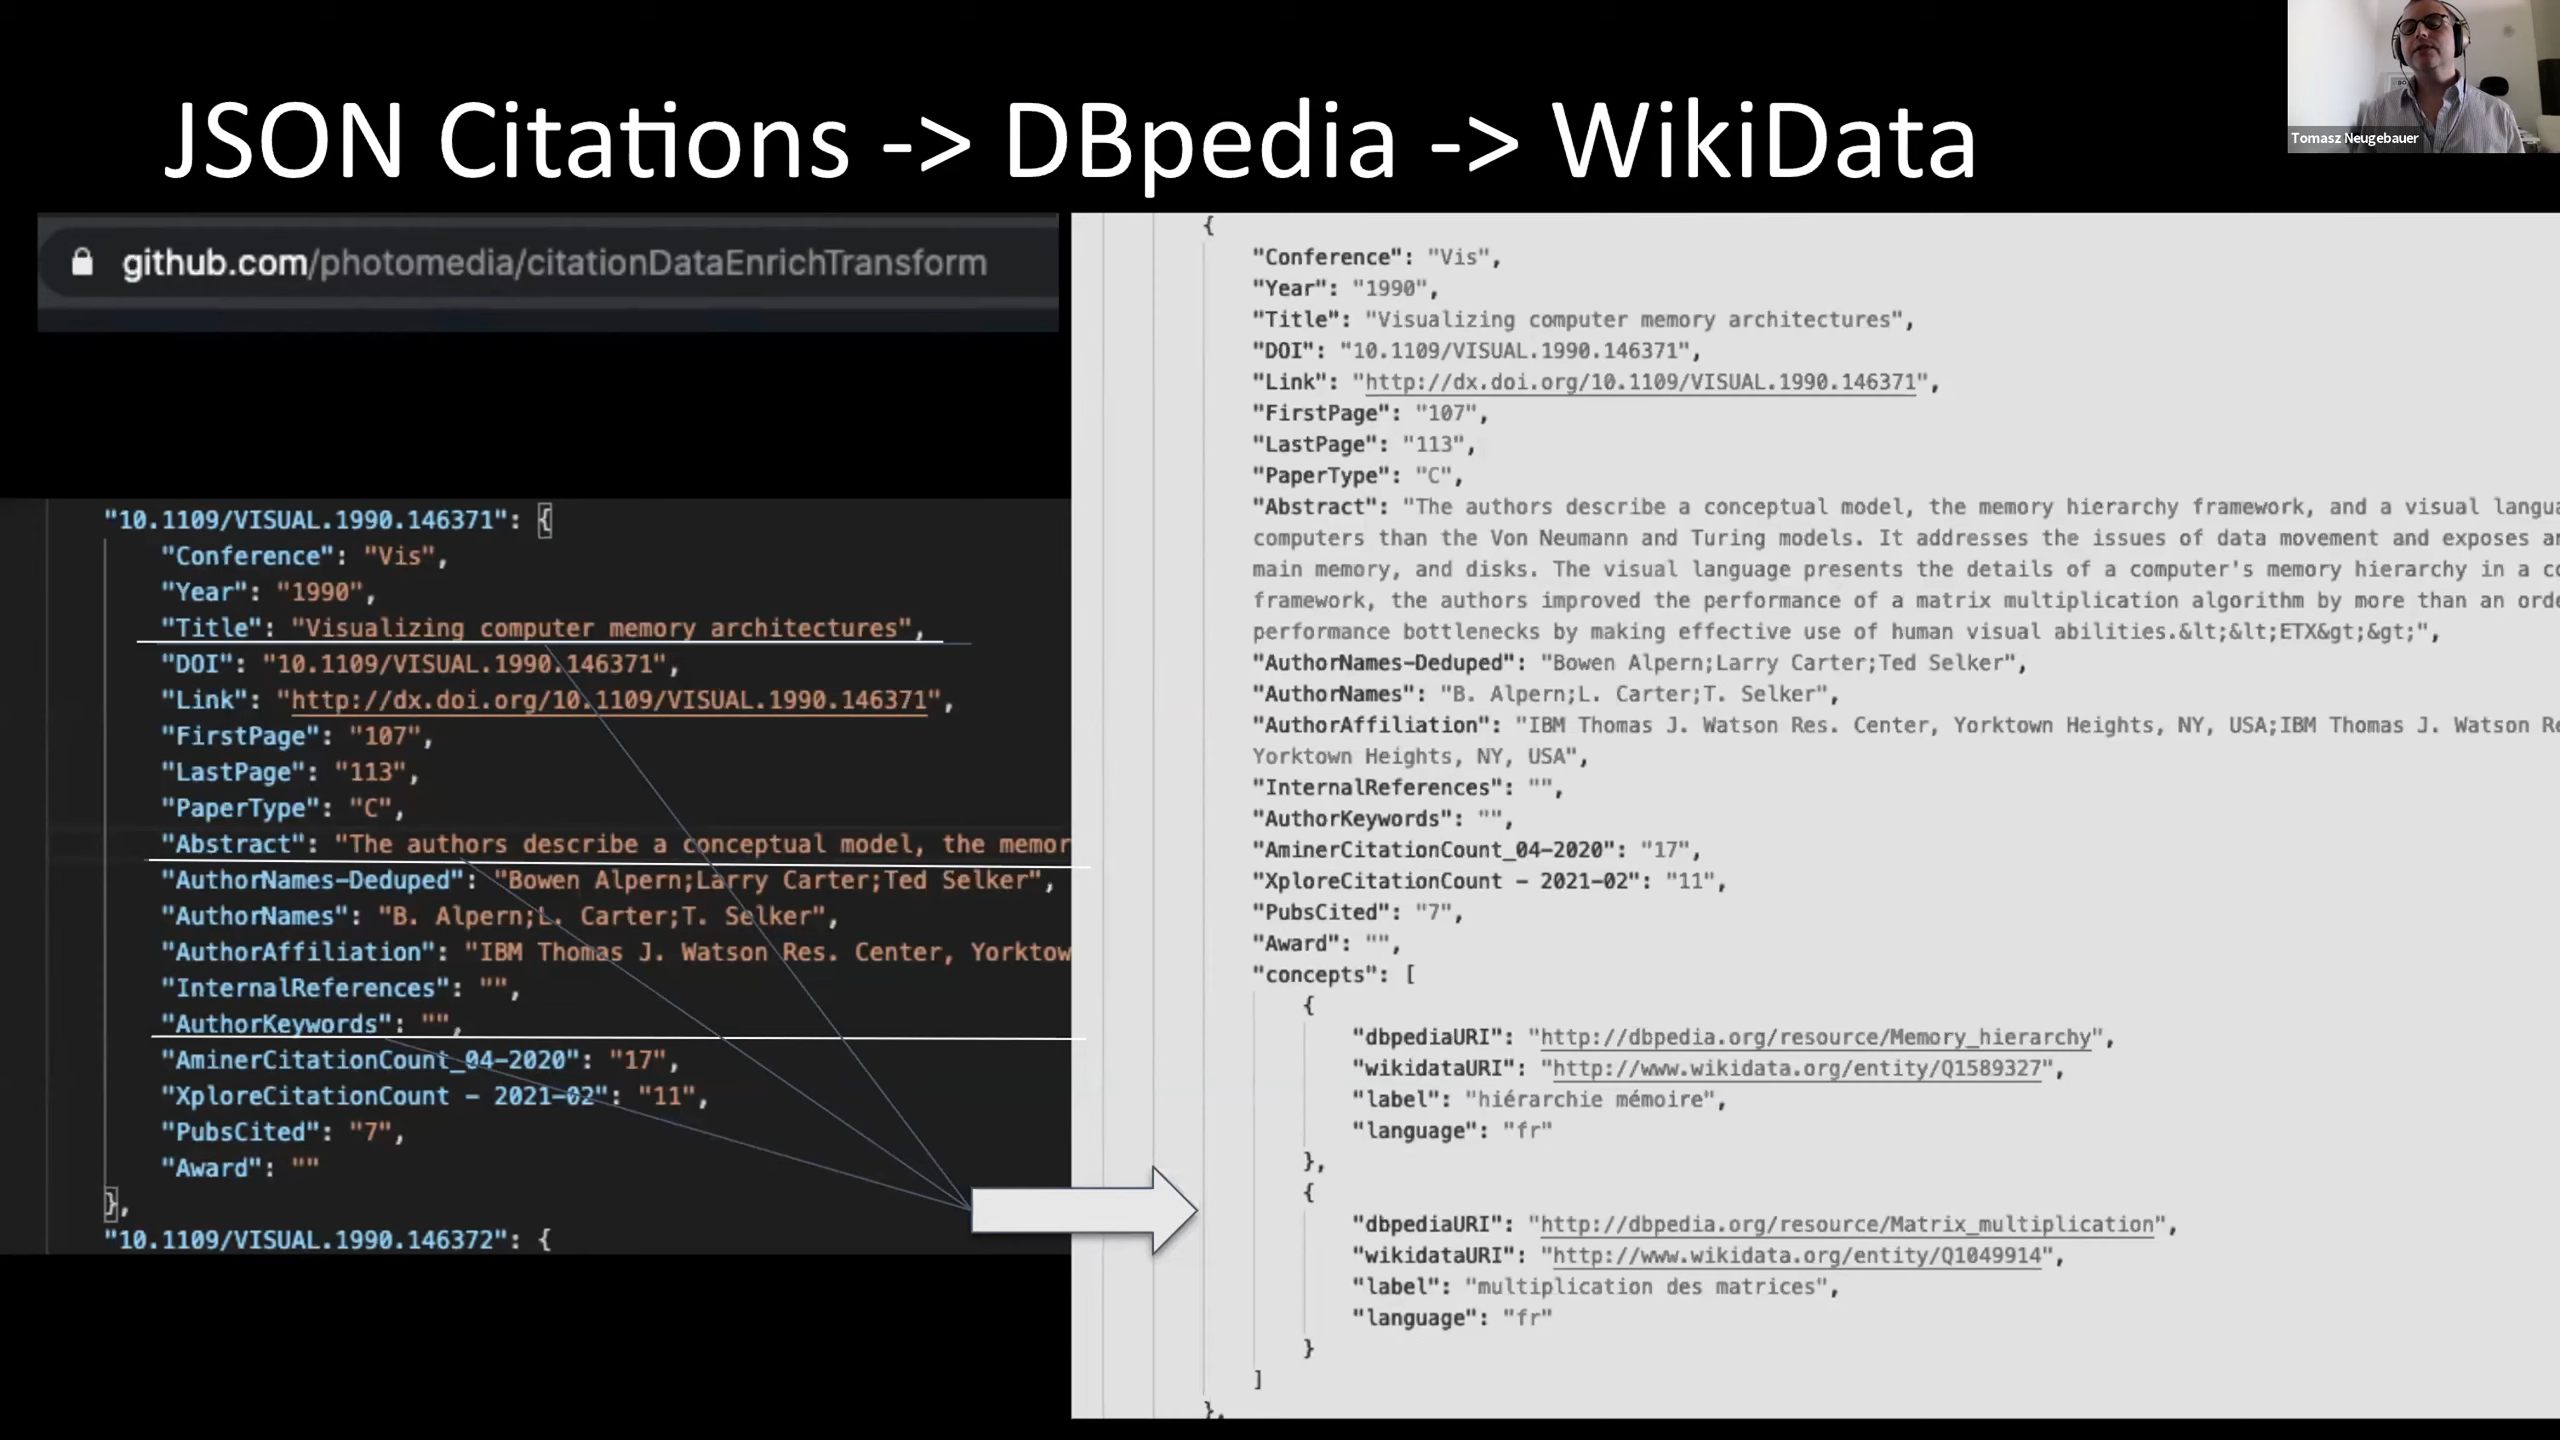 JSON Citations -> DBpedia -> WikiData
Tomasz Neugebauer
github.com/photomedia/citationDataEnrichTransform
"10.1109/VISUAL.1990.146371": {
"Conference": "Vis",
"Year": "1990",
"Title": "Visualizing computer memory architectures",
"DOI": "10.1109/VISUAL.1990.146371",
"Link": "http://dx.doi.org/10.1109/VISUAL.1990.146371",
"FirstPage": "107",
"LastPage": "113",
"PaperType": "C",
"Abstract": "The authors describe a conceptual model, the memor
"AuthorNames-Deduped": "Bowen Alpern;Larry Carter;Ted Selker",
"AuthorNames": "B. Alpern;L. Carter;T. Selker",
"AuthorAffiliation": "IBM Thomas J. Watson Res. Center, Yorktow
"InternalReferences": "",
"AuthorKeywords": "",
"AminerCitationCount_04-2020": "17",
"XploreCitationCount - 2021-02": "11",
"PubsCited": "7",
"Award": ""
},
"10.1109/VISUAL.1990.146372": {
{
"Conference": "Vis",
"Year": "1990",
"Title": "Visualizing computer memory architectures",
"DOI": "10.1109/VISUAL.1990.146371",
"Link": "http://dx.doi.org/10.1109/VISUAL.1990.146371",
"FirstPage": "107",
"LastPage": "113",
"PaperType": "C",
"Abstract": "The authors describe a conceptual model, the memory hierarchy framework, and a visual langua
computers than the Von Neumann and Turing models. It addresses the issues of data movement and exposes a
main memory, and disks. The visual language presents the details of a computer's memory hierarchy in a c
framework, the authors improved the performance of a matrix multiplication algorithm by more than an orde
performance bottlenecks by making effective use of human visual abilities.&lt;&lt;ETX&gt;&gt;",
"AuthorNames-Deduped": "Bowen Alpern;Larry Carter;Ted Selker",
"AuthorNames": "B. Alpern;L. Carter;T. Selker",
"AuthorAffiliation": "IBM Thomas J. Watson Res. Center, Yorktown Heights, NY, USA;IBM Thomas J. Watson Re
Yorktown Heights, NY, USA",
"InternalReferences": "",
"AuthorKeywords": "",
"AminerCitationCount_04-2020": "17",
"XploreCitationCount - 2021-02": "11",
"PubsCited": "7",
"Award": "",
"concepts": [
{
"dbpediaURI": "http://dbpedia.org/resource/Memory_hierarchy",
"wikidataURI": "http://www.wikidata.org/entity/Q1589327",
"label": "hiérarchie mémoire",
"language": "fr"
},
{
"dbpediaURI": "http://dbpedia.org/resource/Matrix_multiplication",
"wikidataURI": "http://www.wikidata.org/entity/Q1049914",
"label": "multiplication des matrices",
"language": "fr"
}
]
},